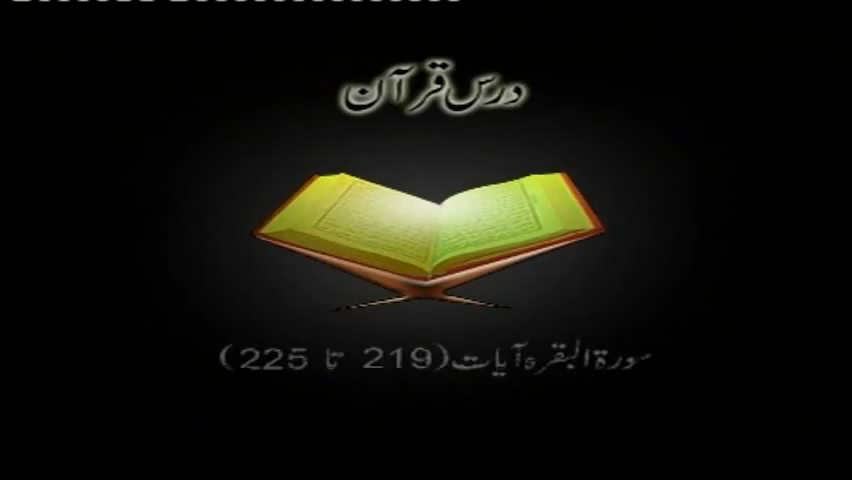 درس قرآن
سورۃ البقرہ آیات (219 تا 225)